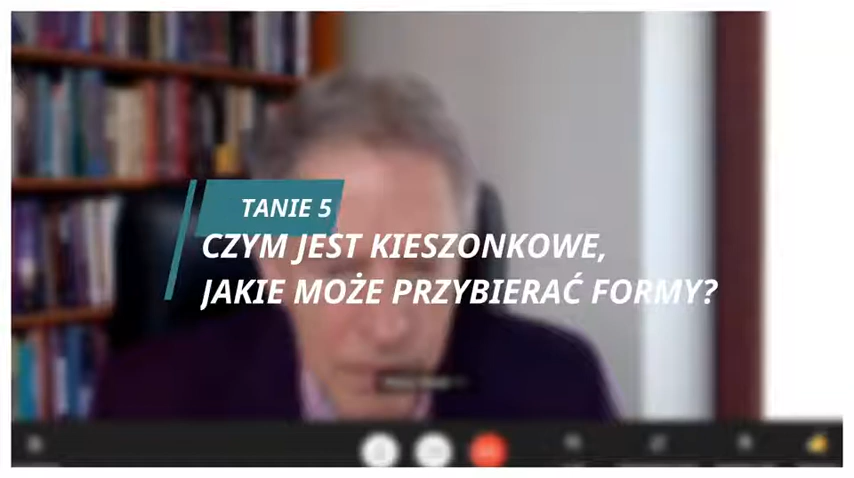 TANIE 5
CZYM JEST KIESZONKOWE,
JAKIE MOŻE PRZYBIERAĆ FORMY?